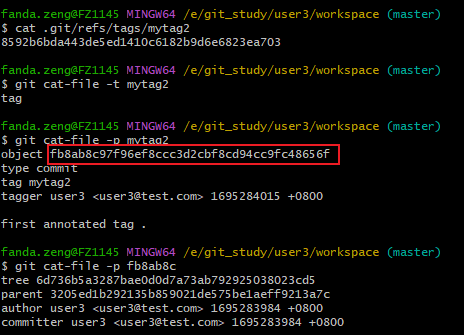 fanda.zeng@FZ1145 MINGW64 /e/git_study/user3/workspace (master)
$ cat .git/refs/tags/mytag2
8592b6bda443de5ed1410c6182b9d6e6823ea703

fanda.zeng@FZ1145 MINGW64 /e/git_study/user3/workspace (master)
$ git cat-file -t mytag2
tag

fanda.zeng@FZ1145 MINGW64 /e/git_study/user3/workspace (master)
$ git cat-file -p mytag2
object fb8ab8c97f96ef8ccc3d2cbf8cd94cc9fc48656f
type commit
tag mytag2
tagger user3 <user3@test.com> 1695284015 +0800

first annotated tag .

fanda.zeng@FZ1145 MINGW64 /e/git_study/user3/workspace (master)
$ git cat-file -p fb8ab8c
tree 6d736b5a3287bae0d0d7a73ab792925038023cd5
parent 3205ed1b292135b859021de575be1aeff9213a7c
author user3 <user3@test.com> 1695283984 +0800
committer user3 <user3@test.com> 1695283984 +0800